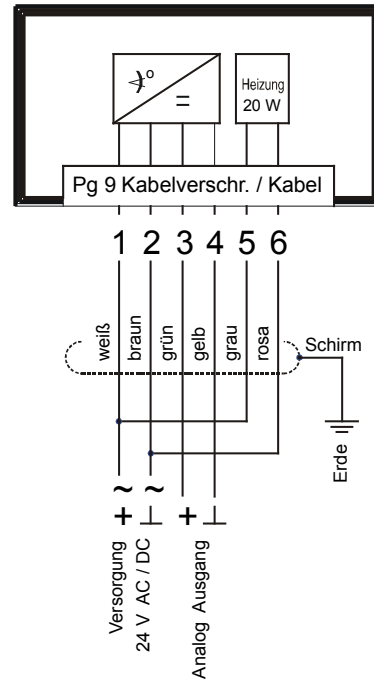 ∢°
=
Heizung
20 W
Pg 9 Kabelverschr. / Kabel
1 2 3 4 5 6
weiß
braun
grün
gelb
grau
rosa
Schirm
Erde
~ ~
+ ⊥ + ⊥
Versorgung
24 V AC / DC
Analog Ausgang